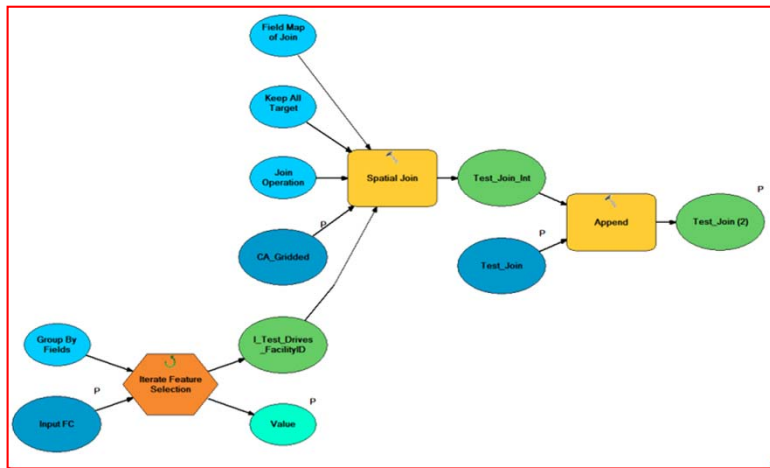 Field Map
of Join
Keep All
Target
Join
Operation
Spatial Join
Test_Join_Int
P
Append
Test_Join (2)
P
CA_Gridded
P
Test_Join
Group By
Fields
I_Test_Drives
_FacilityID
P
Iterate Feature
Selection
Input FC
Value
P